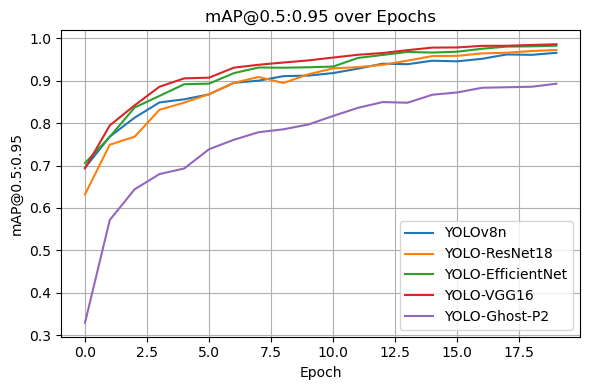 mAP@0.5:0.95 over Epochs
mAP@0.5:0.95
1.0
0.9
0.8
0.7
0.6
0.5
0.4
0.3
YOLOv8n
YOLO-ResNet18
YOLO-EfficientNet
YOLO-VGG16
YOLO-Ghost-P2
0.0 2.5 5.0 7.5 10.0 12.5 15.0 17.5
Epoch